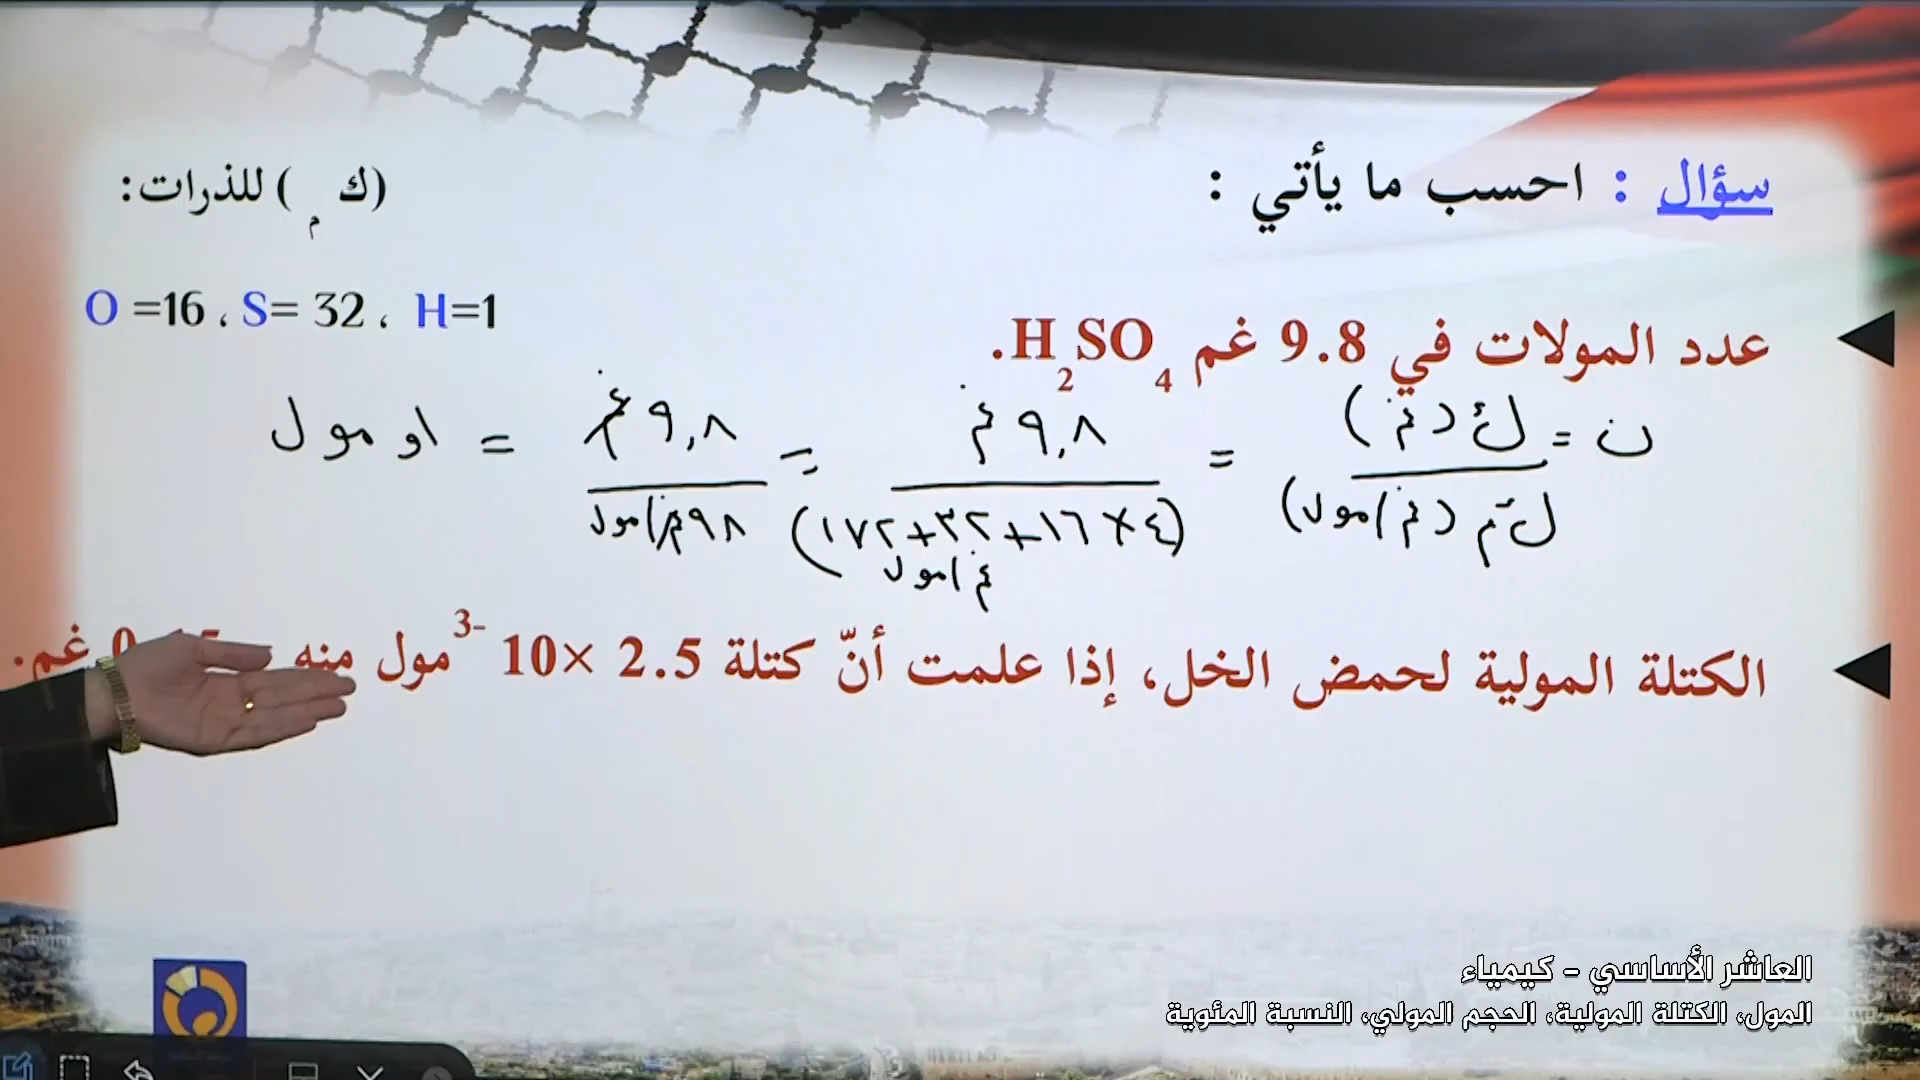 سؤال : احسب ما يأتي :
(ك م) للذرات:
O =16 ، S= 32 ، H=1
عدد المولات في 9.8 غم H2SO4.
ن = ك (غم) / كم (غم/مول) = ٩,٨ غم / (١×٢+٣٢+١٦×٤) غم/مول = ٩,٨ غم / ٩٨ غم/مول = ا و مول
الكتلة المولية لحمض الخل، إذا علمت أنّ كتلة 2.5 ×10-3 مول منه غم.
العاشر الأساسي - كيمياء
المول، الكتلة المولية، الحجم المولي، النسبة المئوية